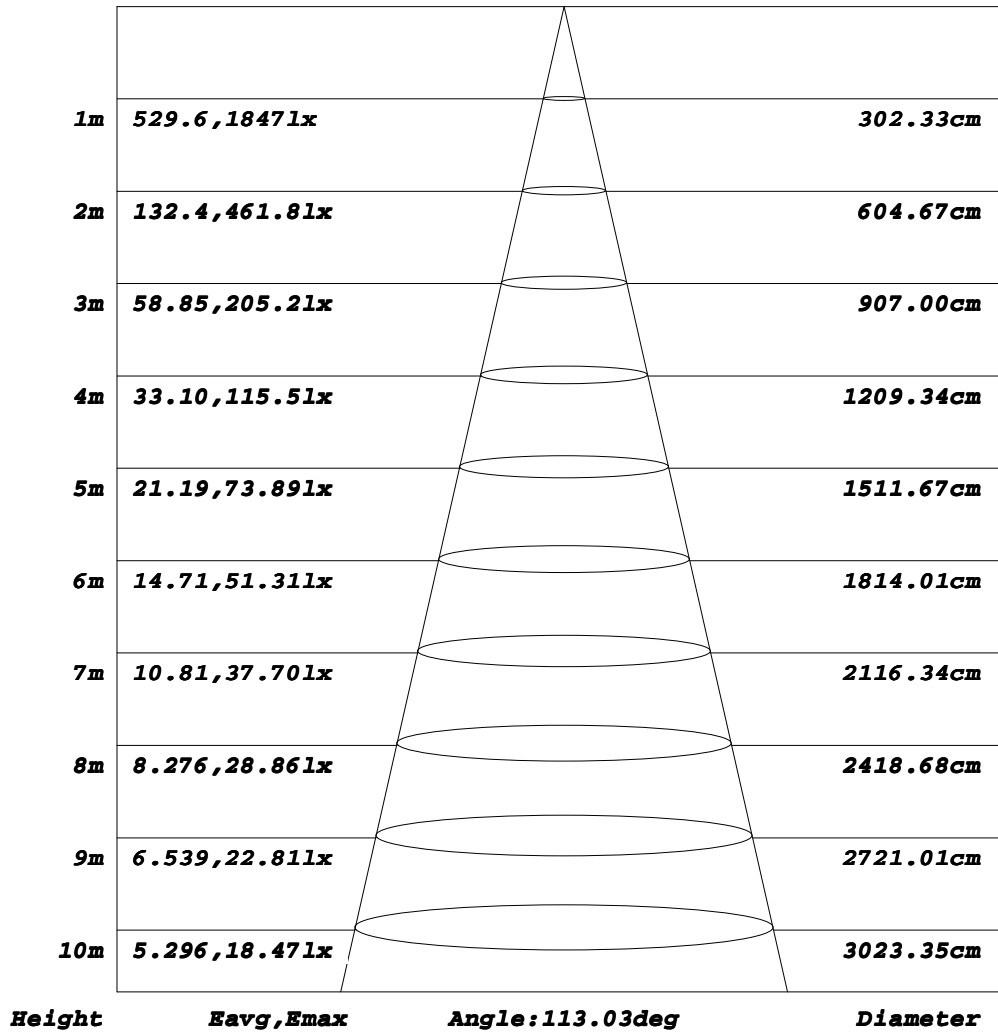 1m 529.6,1847lx 302.33cm
2m 132.4,461.8lx 604.67cm
3m 58.85,205.2lx 907.00cm
4m 33.10,115.5lx 1209.34cm
5m 21.19,73.89lx 1511.67cm
6m 14.71,51.31lx 1814.01cm
7m 10.81,37.70lx 2116.34cm
8m 8.276,28.86lx 2418.68cm
9m 6.539,22.81lx 2721.01cm
10m 5.296,18.47lx 3023.35cm
Height Eavg,Emax Angle:113.03deg Diameter